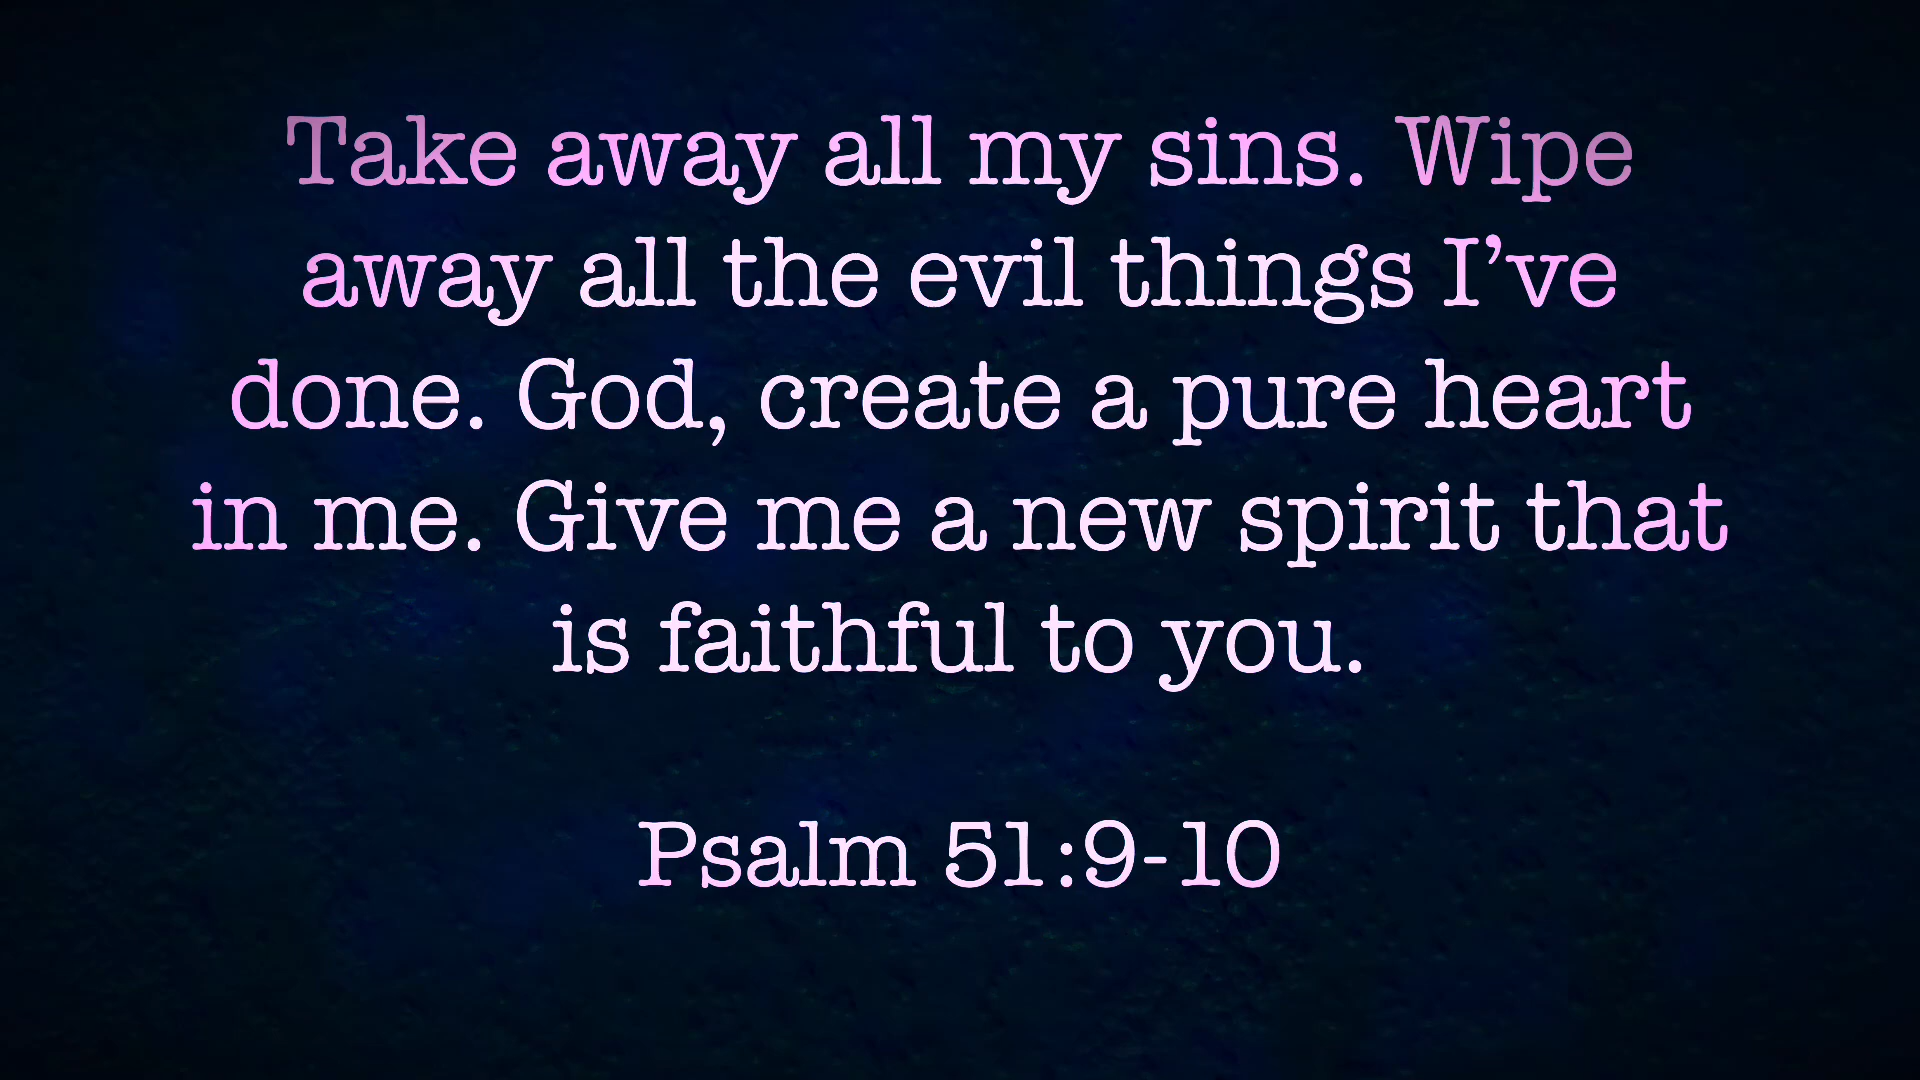 Take away all my sins. Wipe
away all the evil things I’ve
done. God, create a pure heart
in me. Give me a new spirit that
is faithful to you.
Psalm 51:9-10